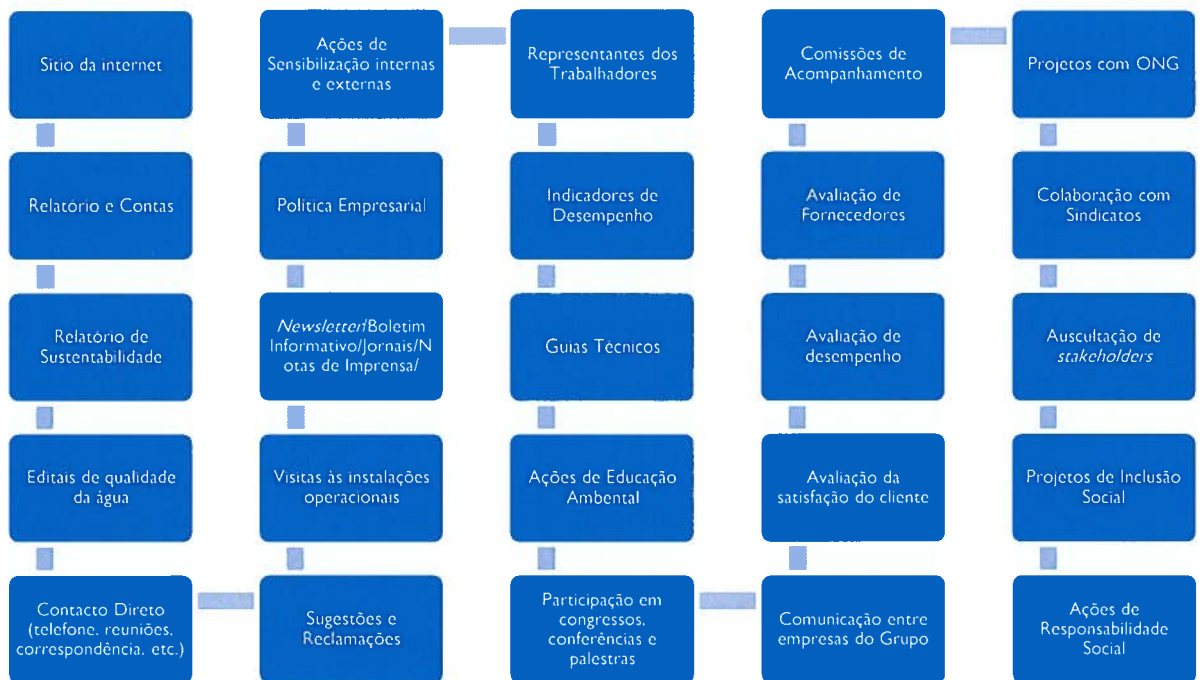 Sítio da internet
Relatório e Contas
Relatório de
Sustentabilidade
Editais de qualidade
da água
Contacto Direto
(telefone, reuniões,
correspondência, etc.)
Sugestões e
Reclamações
Visitas às instalações
operacionais
Newsletter/Boletim
Informativo/Jornais/N
otas de Imprensa/
Política Empresarial
Ações de
Sensibilização internas
e externas
Representantes dos
Trabalhadores
Indicadores de
Desempenho
Guias Técnicos
Ações de Educação
Ambental
Participação em
congressos,
conferências e
palestras
Comunicação entre
empresas do Grupo
Avaliação da
satisfação do cliente
Avaliação de
desempenho
Avaliação de
Fornecedores
Comissões de
Acompanhamento
Projetos com ONG
Colaboração com
Sindicatos
Auscultação de
stakeholders
Projetos de Inclusão
Social
Ações de
Responsabilidade
Social